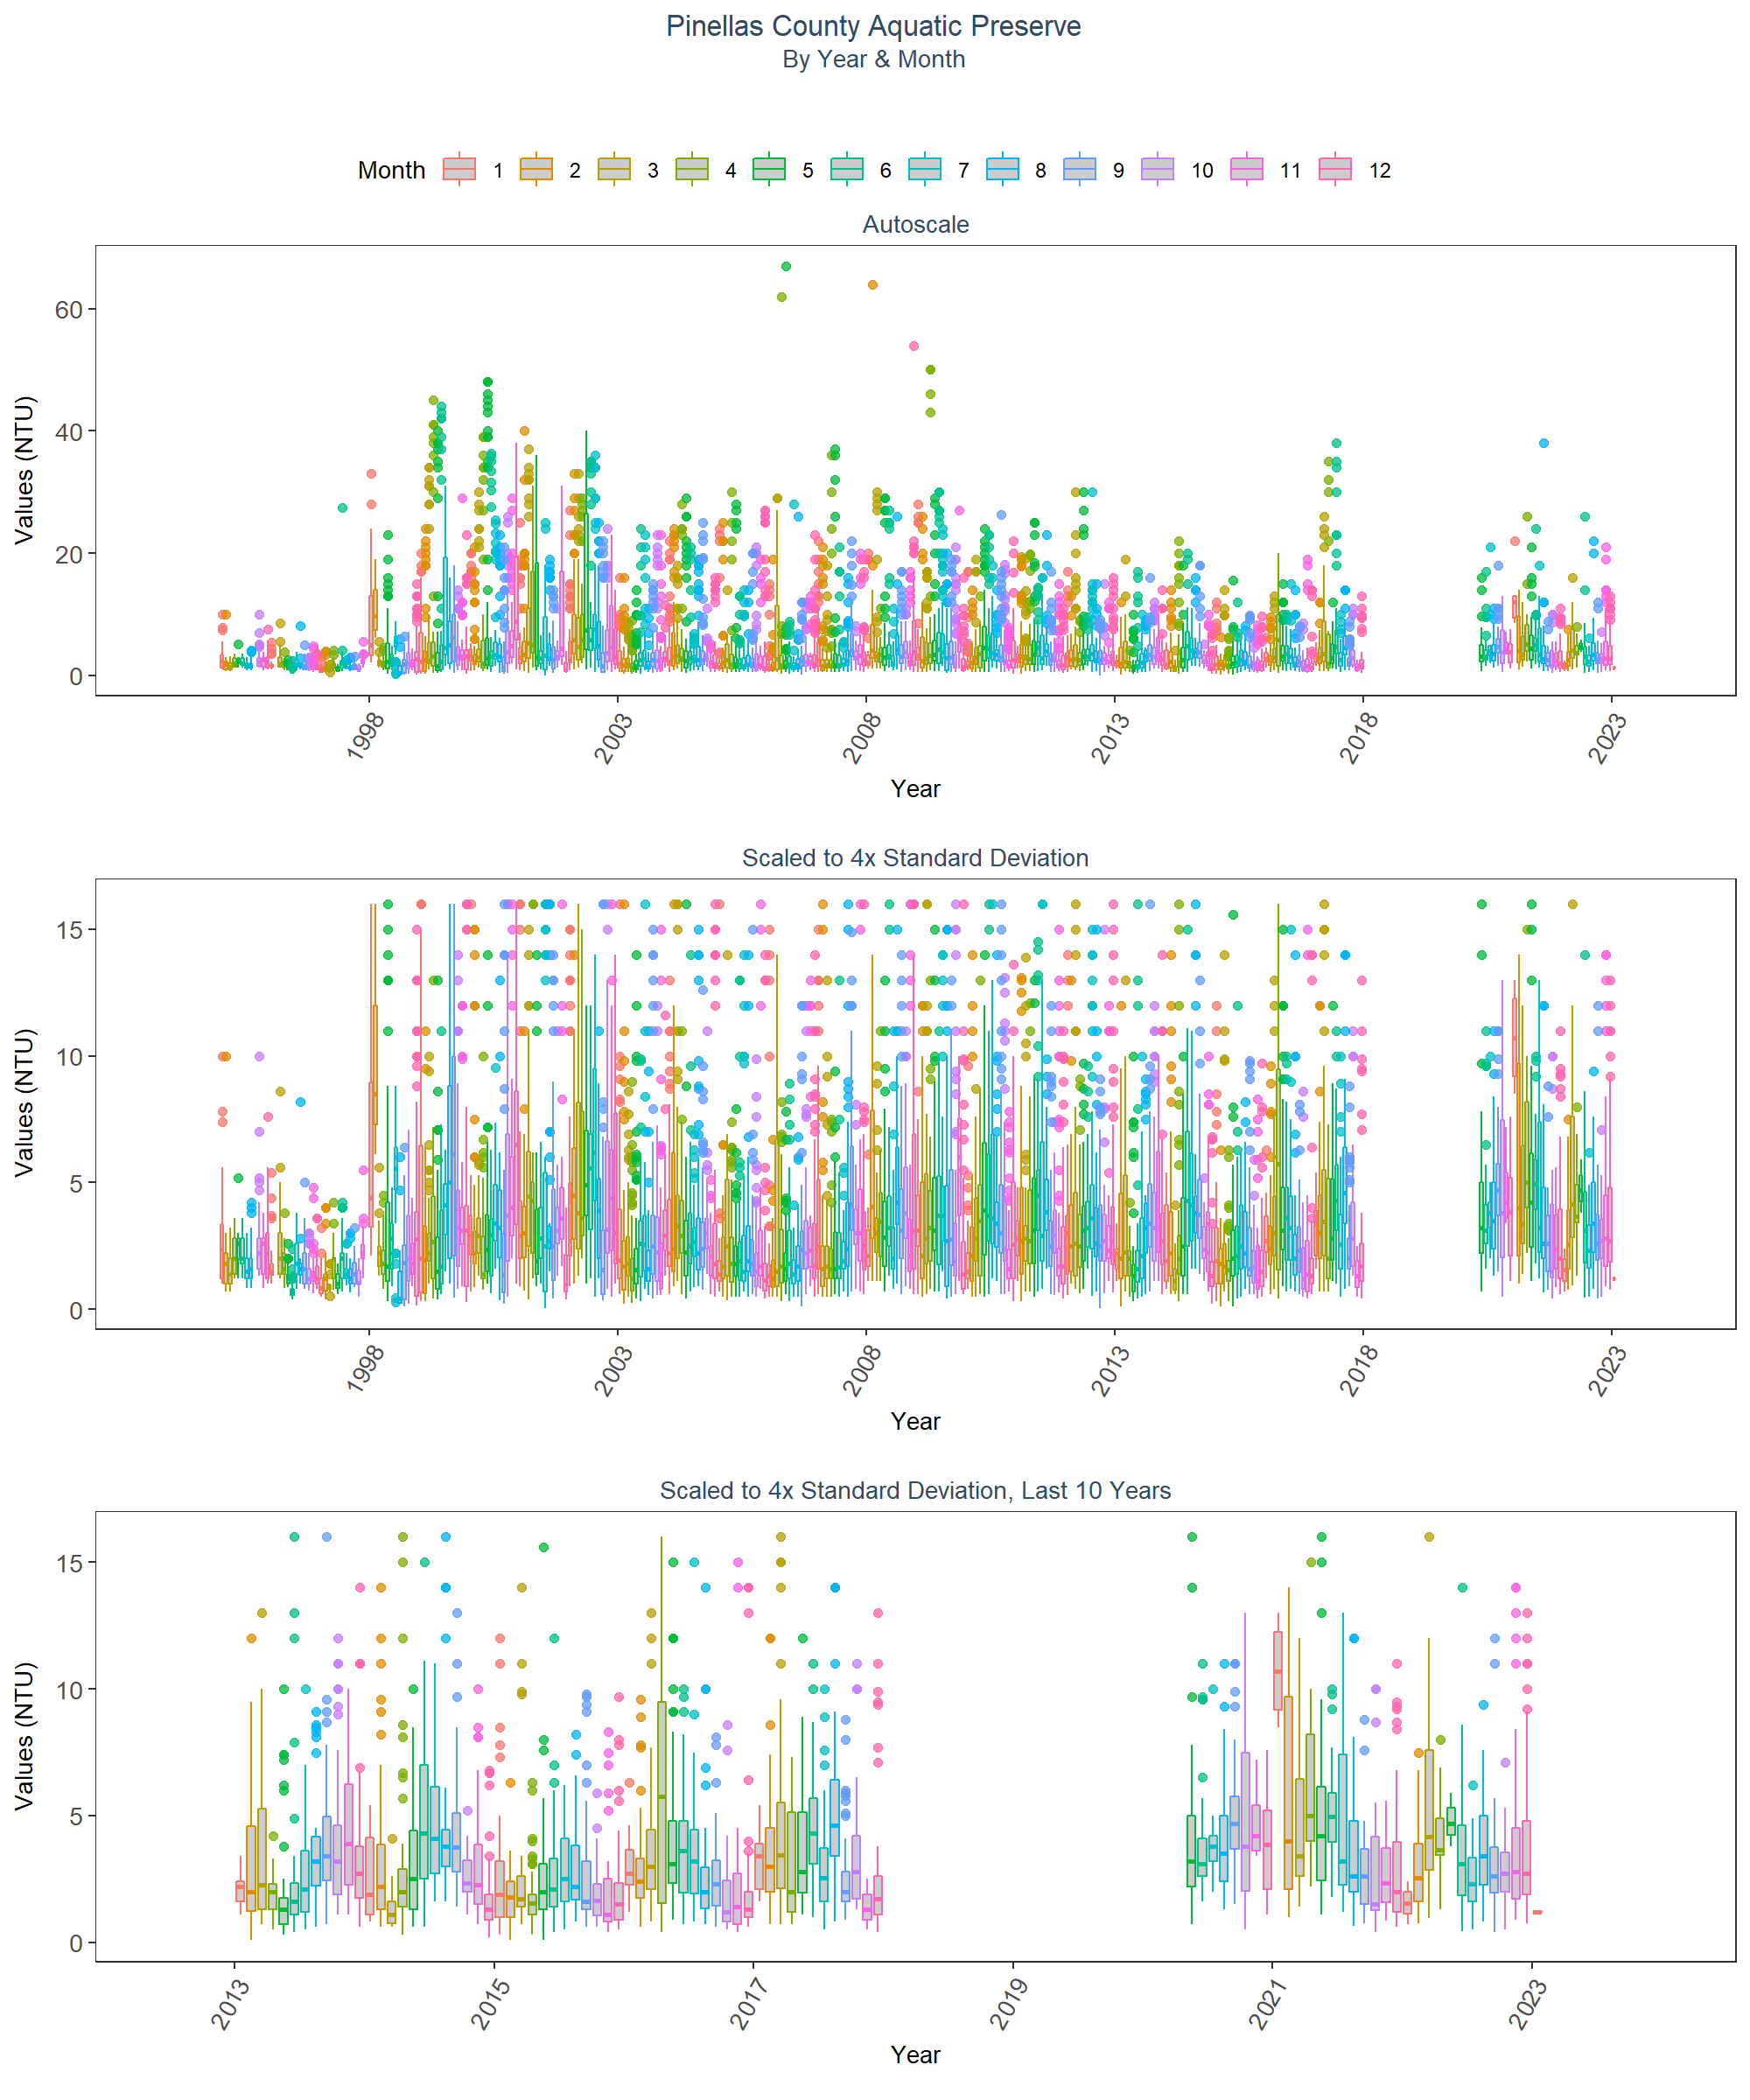 Pinellas County Aquatic Preserve
By Year & Month
Month 1 2 3 4 5 6 7 8 9 10 11 12
Autoscale
Values (NTU)
60
40
20
0
1998 2003 2008 2013 2018 2023
Year
Scaled to 4x Standard Deviation
Values (NTU)
15
10
5
0
1998 2003 2008 2013 2018 2023
Year
Scaled to 4x Standard Deviation, Last 10 Years
Values (NTU)
15
10
5
0
2013 2015 2017 2019 2021 2023
Year